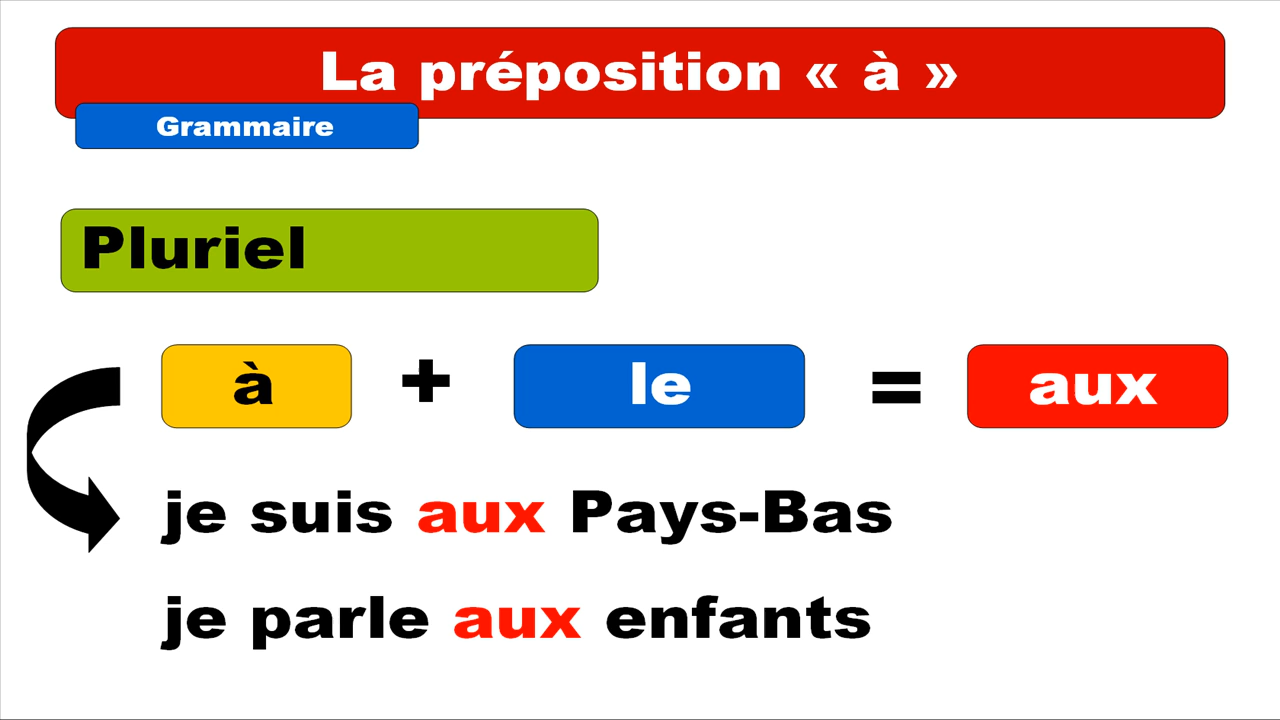 La préposition « à »
Grammaire
Pluriel
à + le = aux
je suis aux Pays-Bas
je parle aux enfants